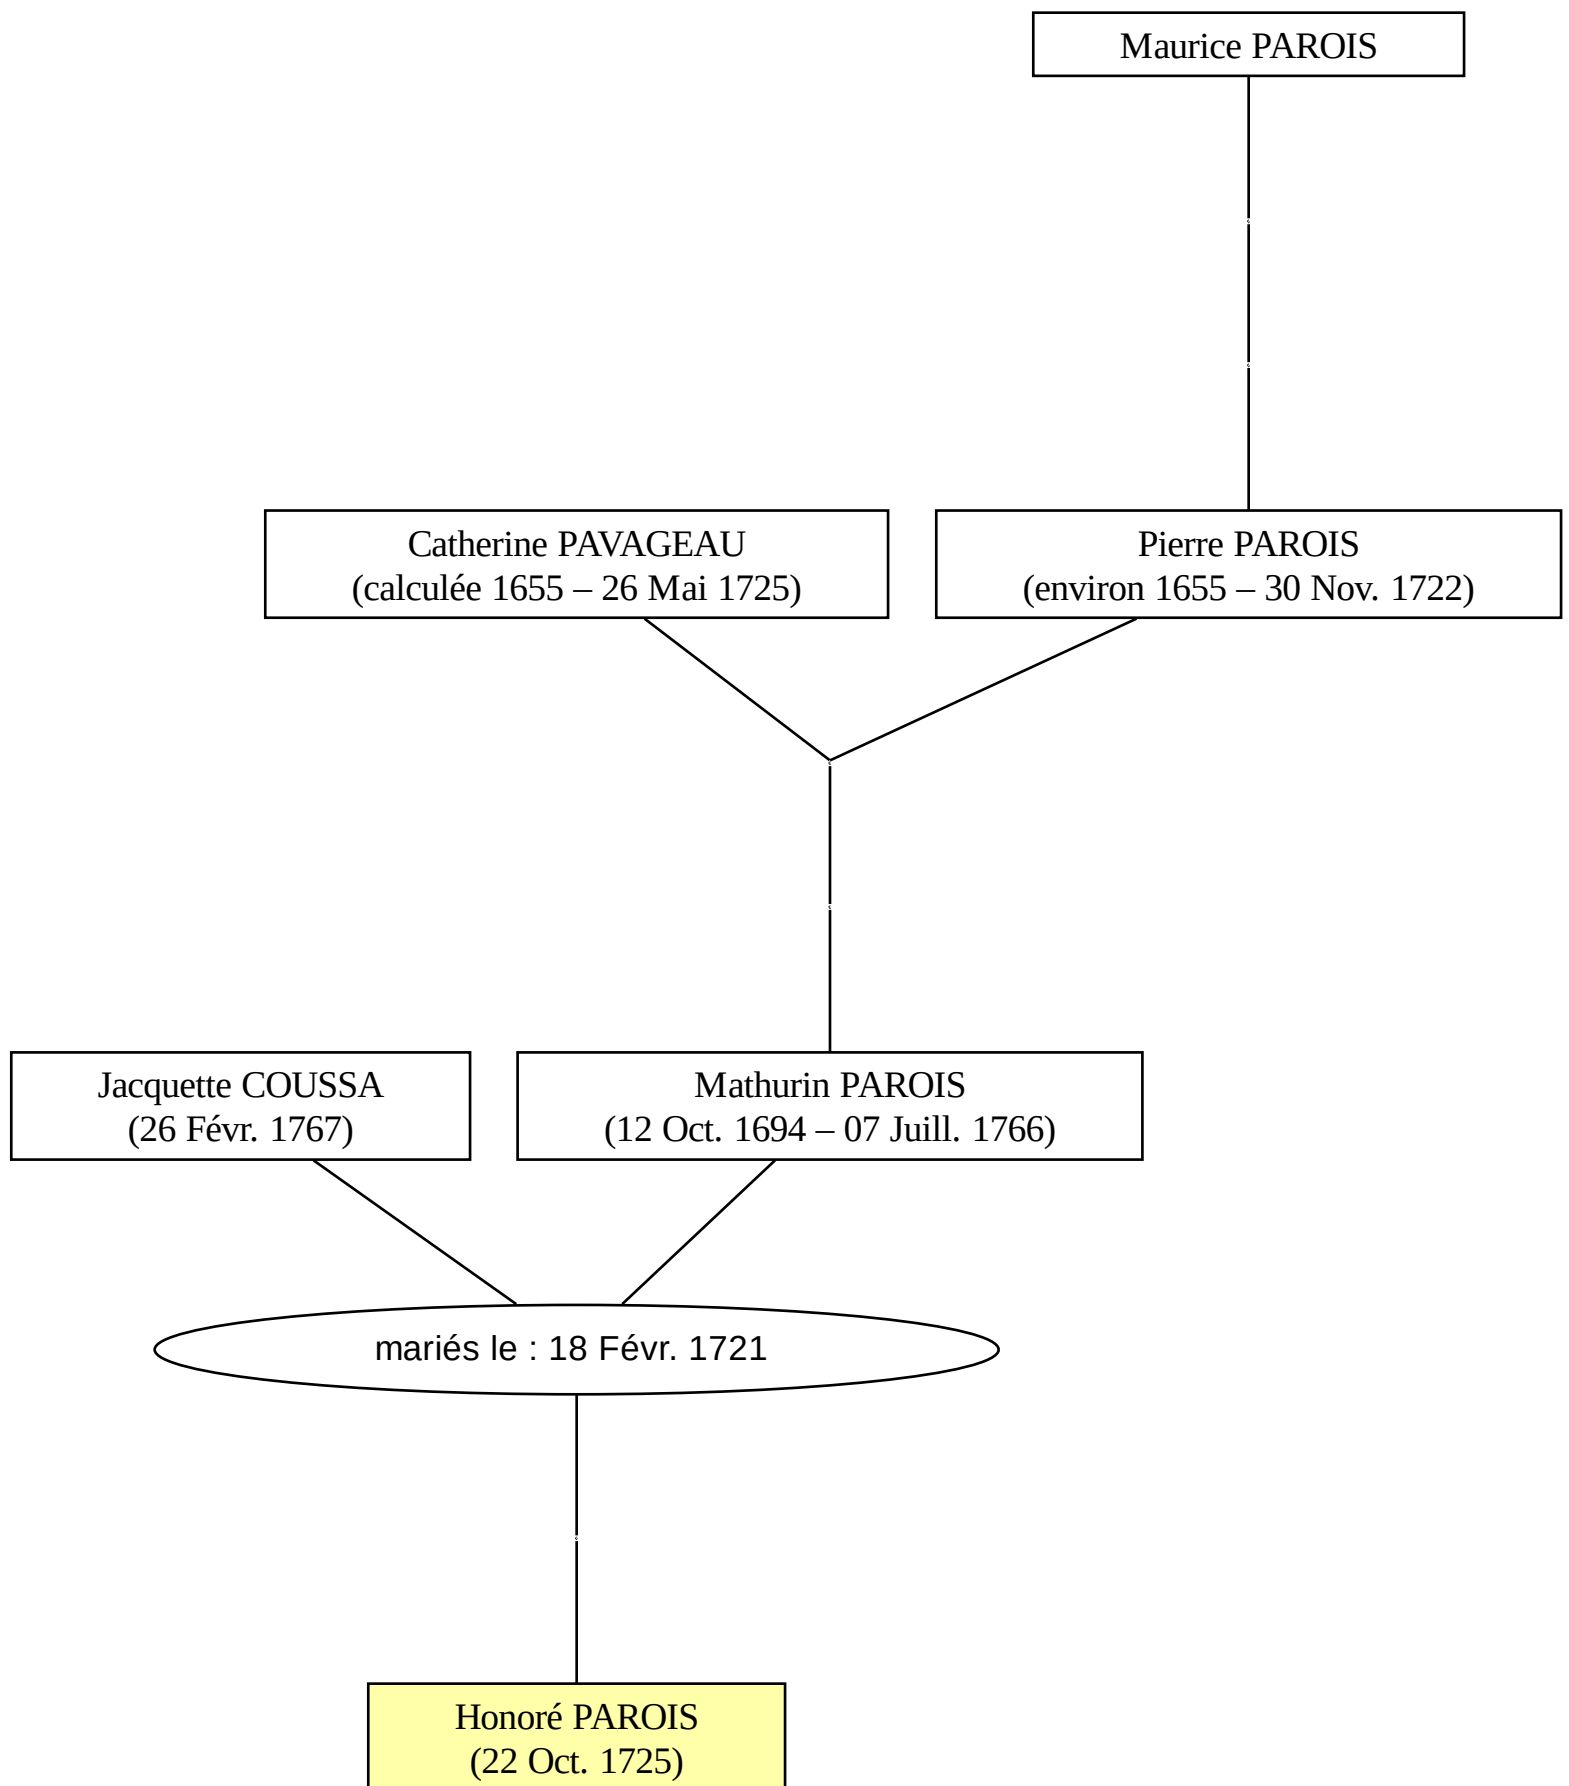 Maurice PAROIS
Catherine PAVAGEAU
(calculée 1655 – 26 Mai 1725)
Pierre PAROIS
(environ 1655 – 30 Nov. 1722)
Jacquette COUSSA
(26 Févr. 1767)
Mathurin PAROIS
(12 Oct. 1694 – 07 Juill. 1766)
mariés le : 18 Févr. 1721
Honoré PAROIS
(22 Oct. 1725)